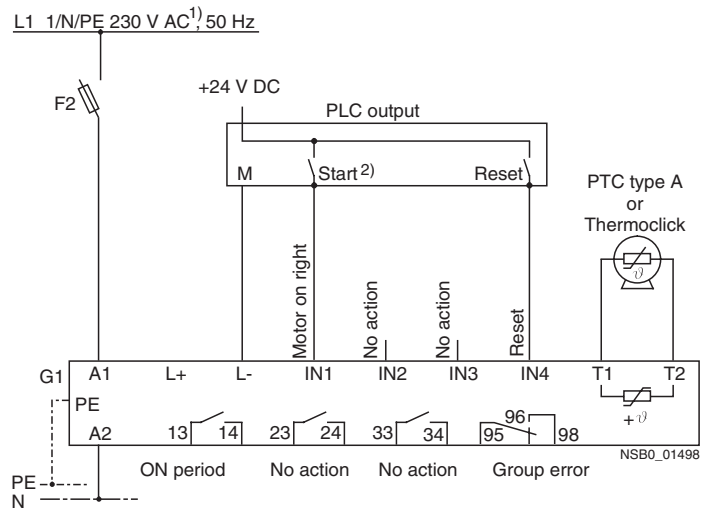 L1 1/N/PE 230 V AC1), 50 Hz
F2
+24 V DC
PLC output
M
Start 2)
Reset
PTC type A
or
Thermoclick
ϑ
Motor on right
No action
No action
Reset
G1
A1
L+
L-
IN1
IN2
IN3
IN4
T1
T2
PE
+ϑ
A2
13
14
23
24
33
34
95
96
98
NSB0_01498
ON period
No action
No action
Group error
PE
N